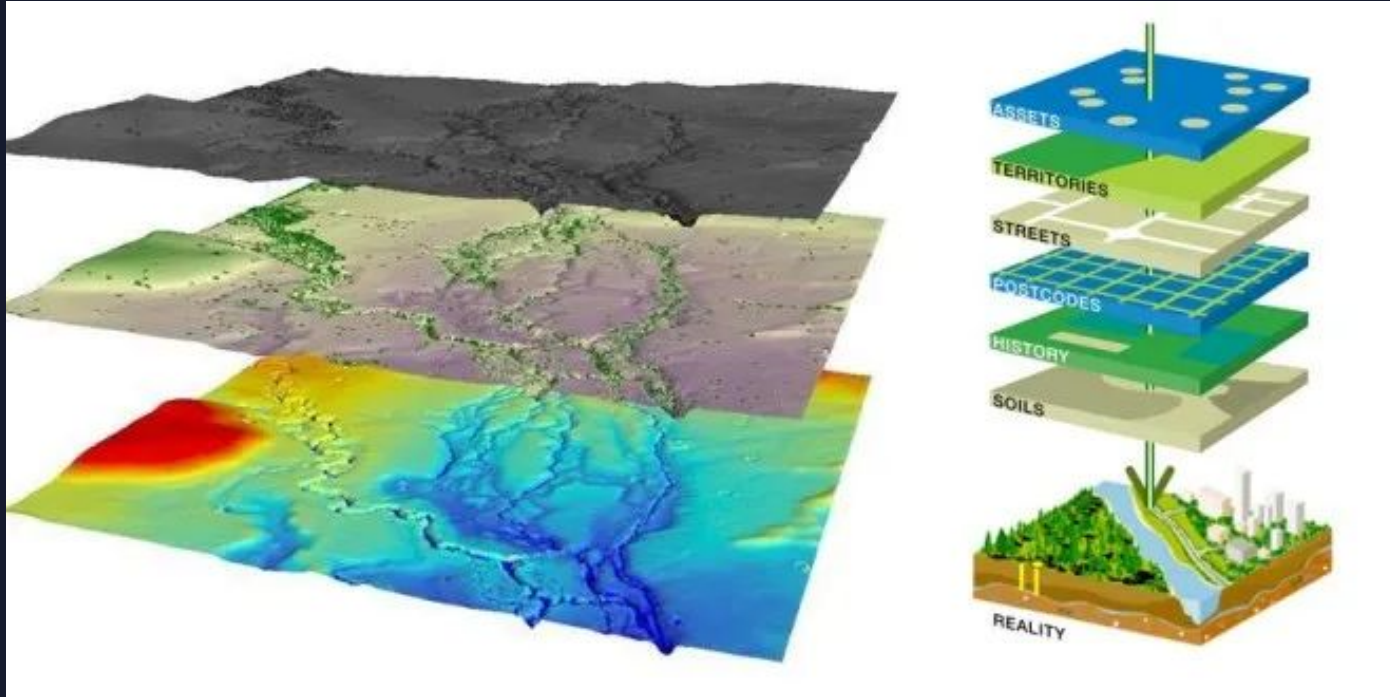 ASSETS
TERRITORIES
STREETS
POSTCODES
HISTORY
SOILS
REALITY